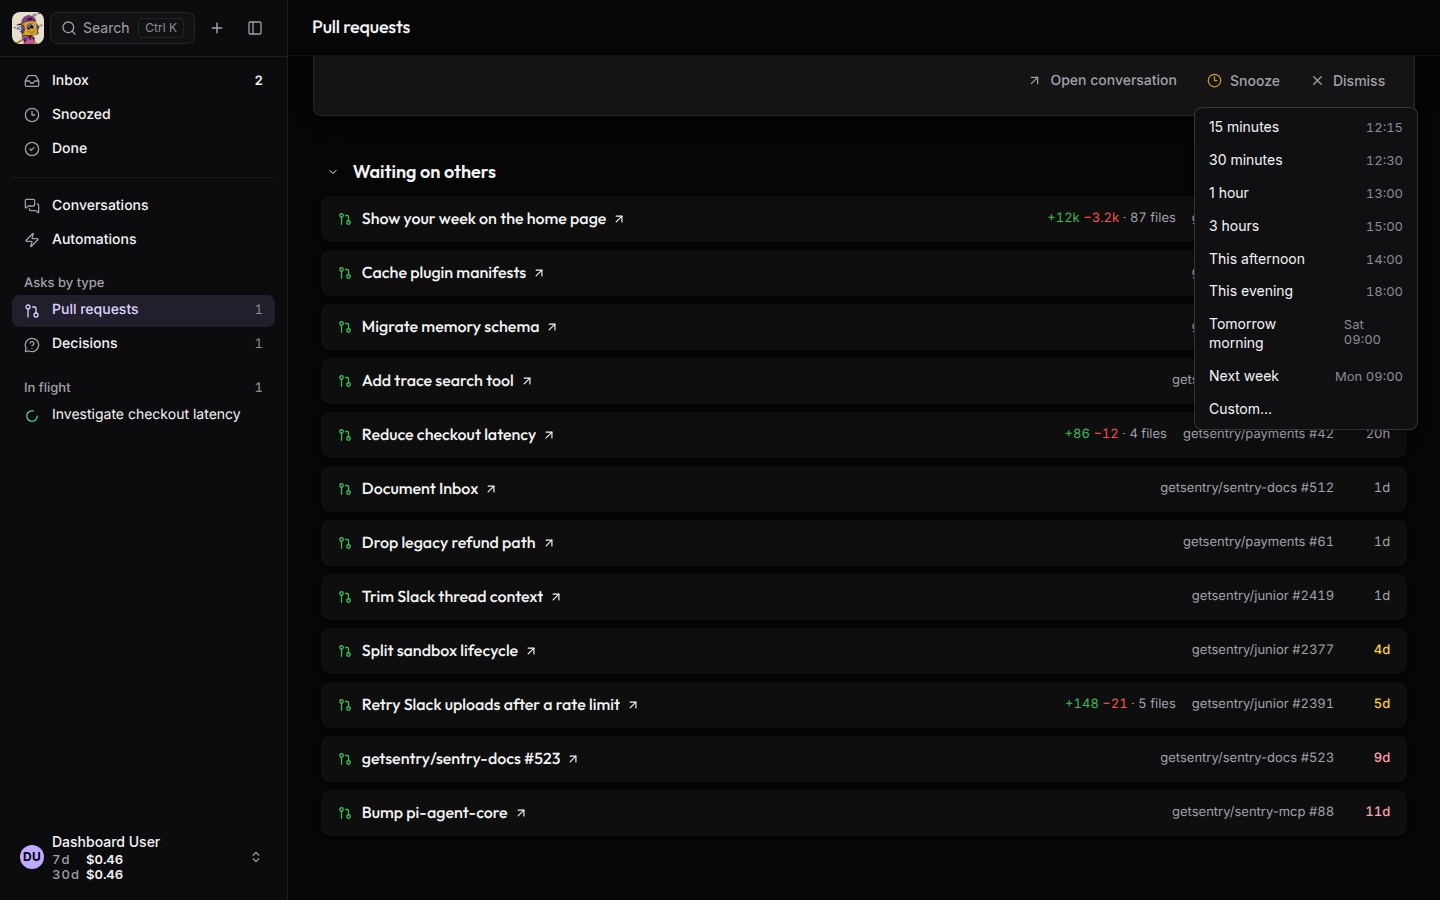 Search Ctrl K
Inbox 2
Snoozed
Done
Conversations
Automations
Asks by type
Pull requests 1
Decisions 1
In flight 1
Investigate checkout latency
DU
Dashboard User
7d $0.46
30d $0.46
Pull requests
Open conversation Snooze Dismiss
15 minutes 12:15
30 minutes 12:30
1 hour 13:00
3 hours 15:00
This afternoon 14:00
This evening 18:00
Tomorrow morning Sat 09:00
Next week Mon 09:00
Custom...
Waiting on others
Show your week on the home page +12k −3.2k · 87 files
Cache plugin manifests
Migrate memory schema
Add trace search tool
Reduce checkout latency +86 −12 · 4 files getsentry/payments #42 20h
Document Inbox getsentry/sentry-docs #512 1d
Drop legacy refund path getsentry/payments #61 1d
Trim Slack thread context getsentry/junior #2419 1d
Split sandbox lifecycle getsentry/junior #2377 4d
Retry Slack uploads after a rate limit +148 −21 · 5 files getsentry/junior #2391 5d
getsentry/sentry-docs #523 getsentry/sentry-docs #523 9d
Bump pi-agent-core getsentry/sentry-mcp #88 11d